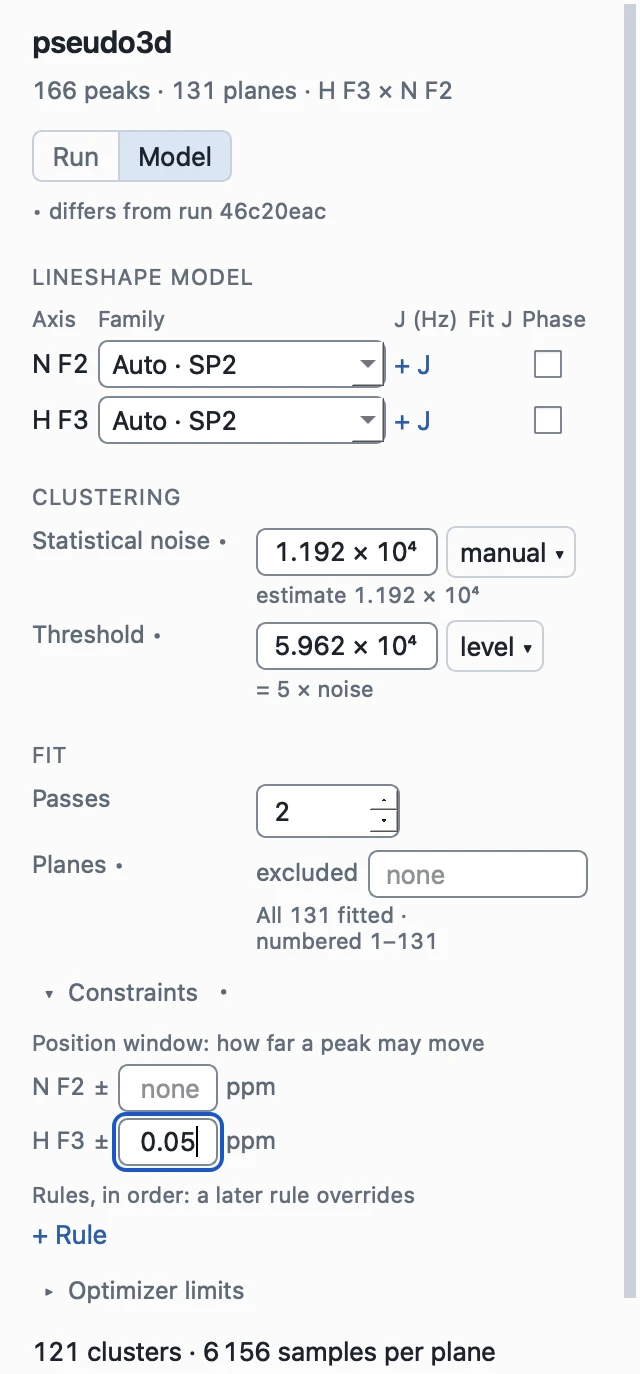 pseudo3d
166 peaks · 131 planes · H F3 × N F2
Run Model
• differs from run 46c20eac
LINESHAPE MODEL
Axis Family J (Hz) Fit J Phase
N F2 Auto · SP2 + J
H F3 Auto · SP2 + J
CLUSTERING
Statistical noise • 1.192 × 10⁴ manual ▾
estimate 1.192 × 10⁴
Threshold • 5.962 × 10⁴ level ▾
= 5 × noise
FIT
Passes 2
Planes • excluded none
All 131 fitted ·
numbered 1–131
▾ Constraints •
Position window: how far a peak may move
N F2 ± none ppm
H F3 ± 0.05 ppm
Rules, in order: a later rule overrides
+ Rule
▸ Optimizer limits
121 clusters · 6 156 samples per plane